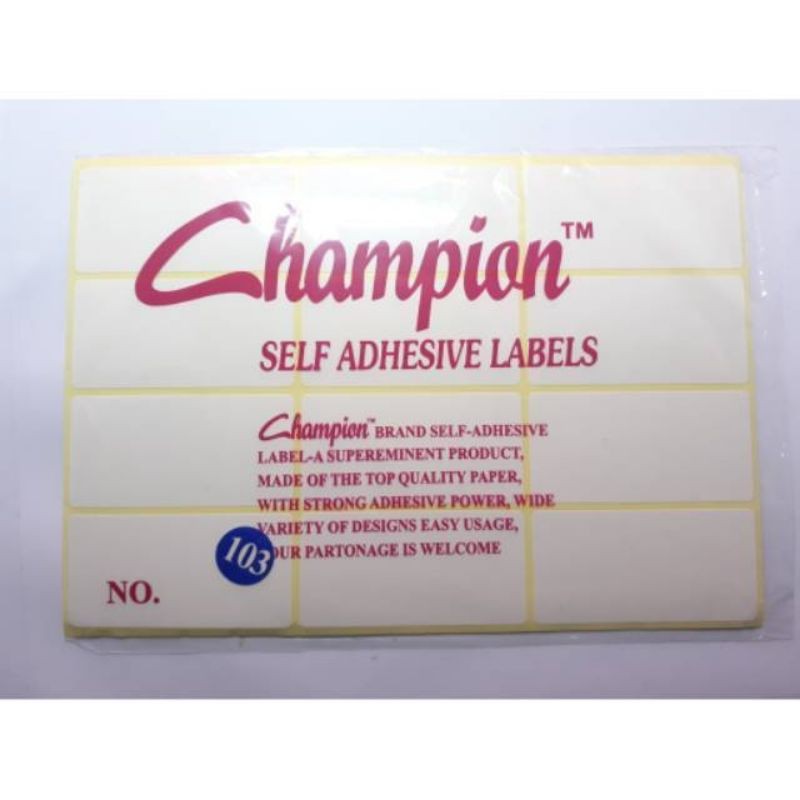 Champion™
SELF ADHESIVE LABELS
Champion™ BRAND SELF-ADHESIVE
LABEL-A SUPEREMINENT PRODUCT,
MADE OF THE TOP QUALITY PAPER,
WITH STRONG ADHESIVE POWER, WIDE
VARIETY OF DESIGNS EASY USAGE,
OUR PARTONAGE IS WELCOME
103
NO.